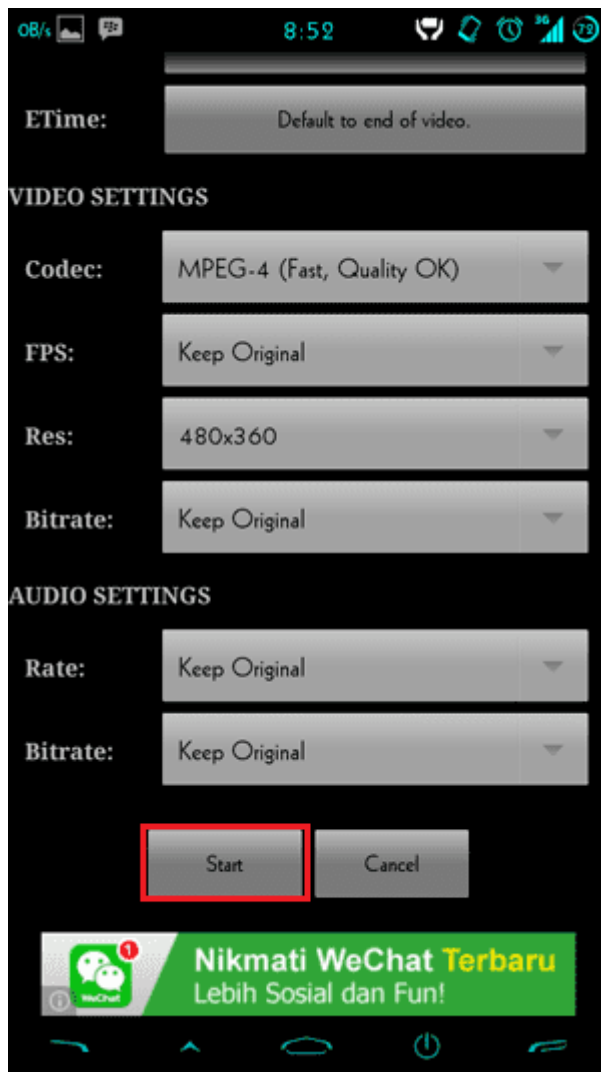 0B/s 8:52 3G 72
ETime: Default to end of video.
VIDEO SETTINGS
Codec: MPEG-4 (Fast, Quality OK)
FPS: Keep Original
Res: 480x360
Bitrate: Keep Original
AUDIO SETTINGS
Rate: Keep Original
Bitrate: Keep Original
Start Cancel
1
Nikmati WeChat Terbaru
WeChat
Lebih Sosial dan Fun!